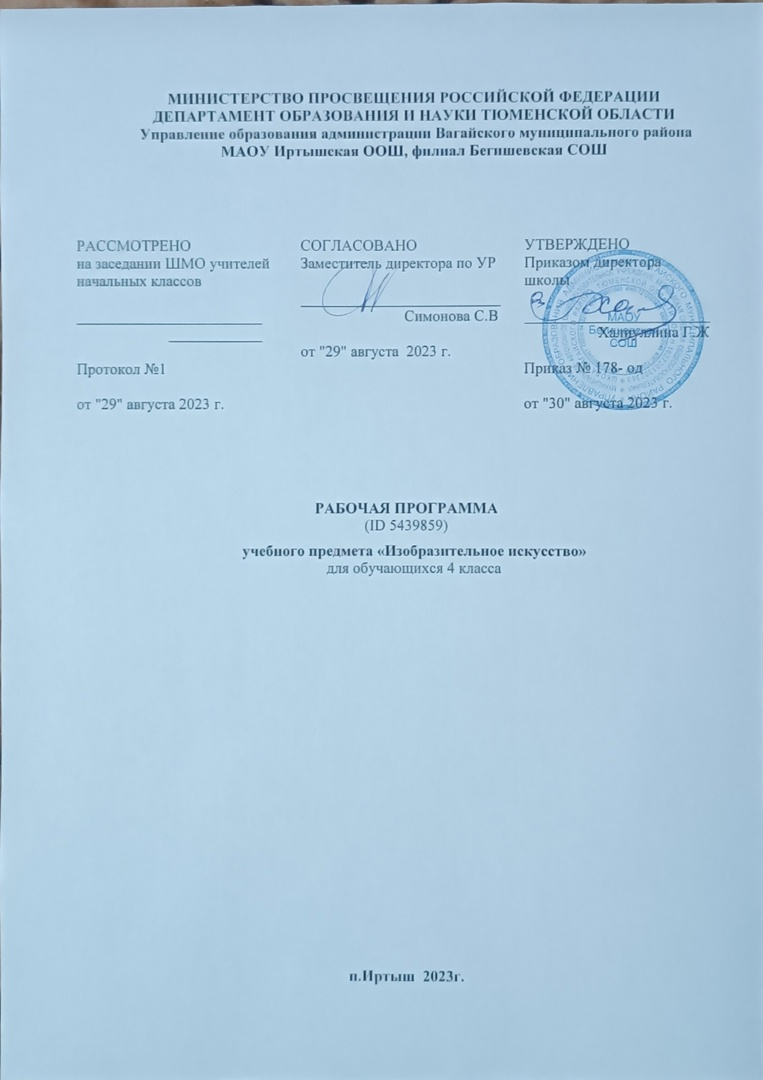 МИНИСТЕРСТВО ПРОСВЕЩЕНИЯ РОССИЙСКОЙ ФЕДЕРАЦИИ
ДЕПАРТАМЕНТ ОБРАЗОВАНИЯ И НАУКИ ТЮМЕНСКОЙ ОБЛАСТИ
Управление образования администрации Вагайского муниципального района
МАОУ Иртышская ООШ, филиал Бегишевская СОШ
РАССМОТРЕНО
на заседании ШМО учителей
начальных классов
Протокол №1
от "29" августа 2023 г.
СОГЛАСОВАНО
Заместитель директора по УР
Симонова С.В
от "29" августа 2023 г.
УТВЕРЖДЕНО
Приказом директора
школы
Халиуллина Г.Ж
Приказ № 178- од
от "30" августа 2023 г.
МАОУ
СОШ
РАБОЧАЯ ПРОГРАММА
(ID 5439859)
учебного предмета «Изобразительное искусство»
для обучающихся 4 класса
п.Иртыш 2023г.